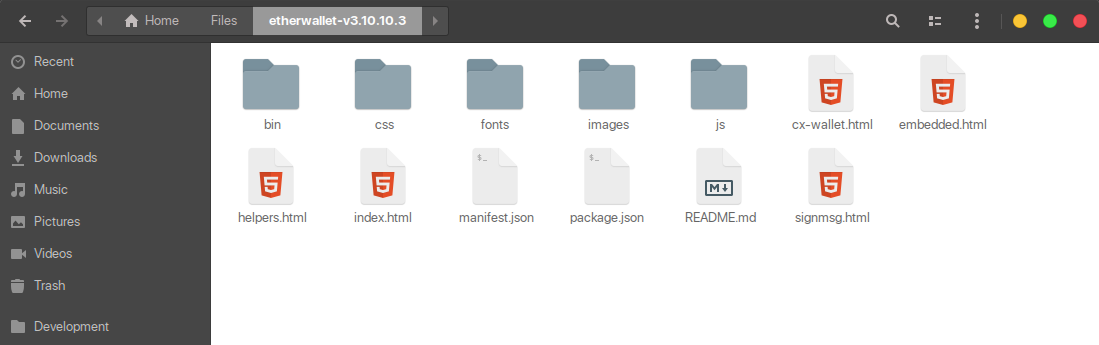 Home Files etherwallet-v3.10.10.3
Recent
Home
Documents
Downloads
Music
Pictures
Videos
Trash
Development
bin css fonts images js cx-wallet.html embedded.html
helpers.html index.html manifest.json package.json README.md signmsg.html